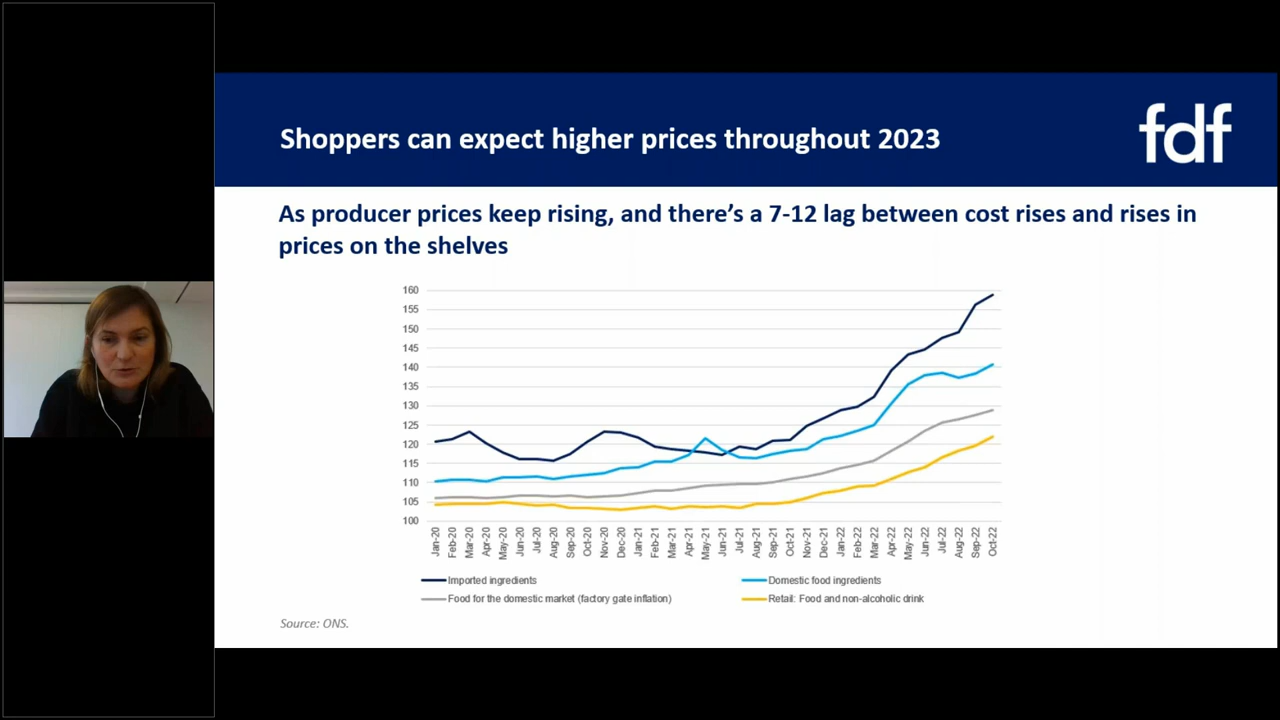 Shoppers can expect higher prices throughout 2023
fdf
As producer prices keep rising, and there’s a 7-12 lag between cost rises and rises in
prices on the shelves
160
155
150
145
140
135
130
125
120
115
110
105
100
Jan-20
Feb-20
Mar-20
Apr-20
May-20
Jun-20
Jul-20
Aug-20
Sep-20
Oct-20
Nov-20
Dec-20
Jan-21
Feb-21
Mar-21
Apr-21
May-21
Jun-21
Jul-21
Aug-21
Sep-21
Oct-21
Nov-21
Dec-21
Jan-22
Feb-22
Mar-22
Apr-22
May-22
Jun-22
Jul-22
Aug-22
Sep-22
Oct-22
Imported ingredients
Domestic food ingredients
Food for the domestic market (factory gate inflation)
Retail: Food and non-alcoholic drink
Source: ONS.